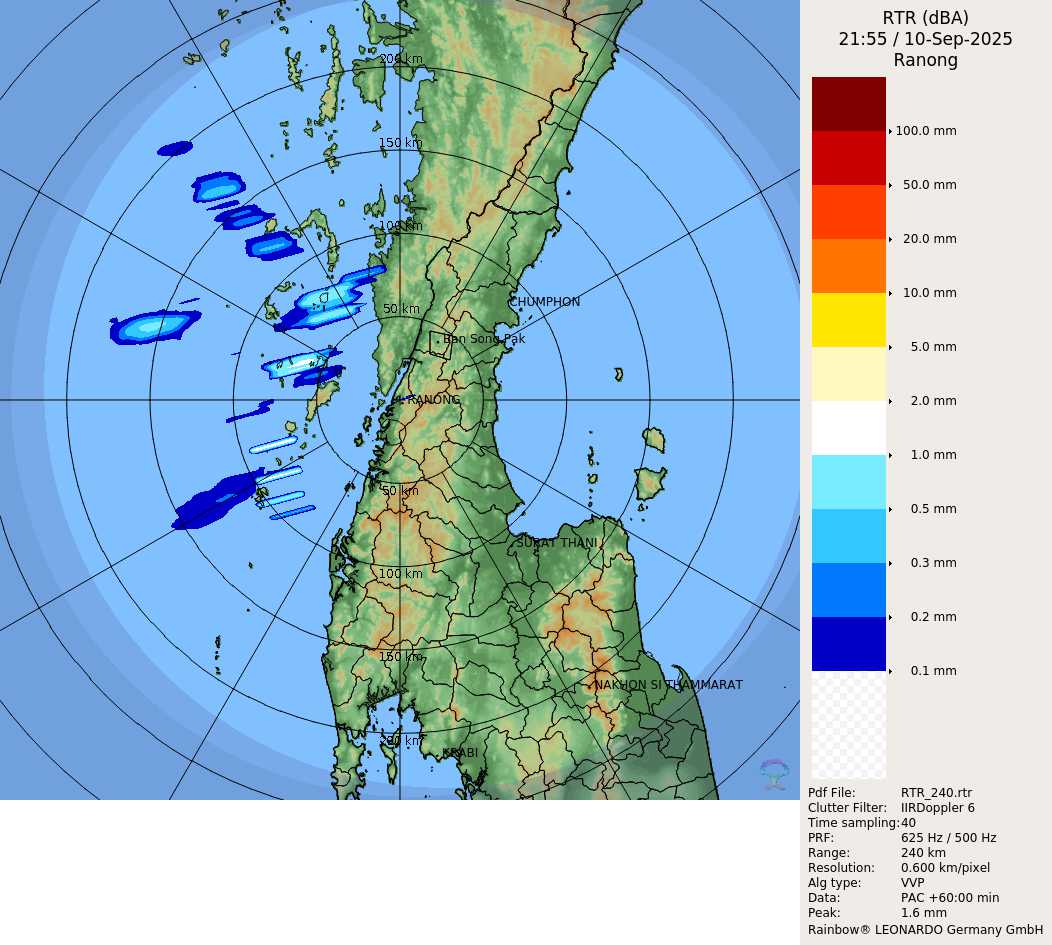 RTR (dBA)
21:55 / 10-Sep-2025
Ranong
200 km
150 km
100 km
50 km
CHUMPHON
Ban Song Pak
RANONG
50 km
SURAT THANI
100 km
150 km
NAKHON SI THAMMARAT
200 km
KRABI
100.0 mm
50.0 mm
20.0 mm
10.0 mm
5.0 mm
2.0 mm
1.0 mm
0.5 mm
0.3 mm
0.2 mm
0.1 mm
Pdf File: RTR_240.rtr
Clutter Filter: IIRDoppler 6
Time sampling:40
PRF: 625 Hz / 500 Hz
Range: 240 km
Resolution: 0.600 km/pixel
Alg type: VVP
Data: PAC +60:00 min
Peak: 1.6 mm
Rainbow® LEONARDO Germany GmbH